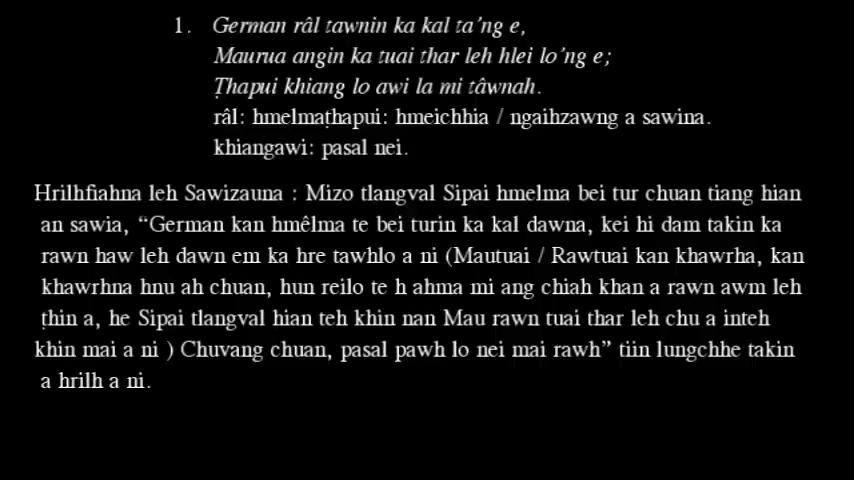 1. German râl tawnin ka kal ta’ng e,
Maurua angin ka tuai thar leh hlei lo’ng e;
Ṭhapui khiang lo awi la mi tâwnah.
râl: hmelmaṭhapui: hmeichhia / ngaihzawng a sawina.
khiangawi: pasal nei.
Hrilhfiahna leh Sawizauna : Mizo tlangval Sipai hmelma bei tur chuan tiang hian
an sawia, “German kan hmêlma te bei turin ka kal dawna, kei hi dam takin ka
rawn haw leh dawn em ka hre tawhlo a ni (Mautuai / Rawtuai kan khawrha, kan
khawrhna hnu ah chuan, hun reilo te h ahma mi ang chiah khan a rawn awm leh
ṭhin a, he Sipai tlangval hian teh khin nan Mau rawn tuai thar leh chu a inteh
khin mai a ni ) Chuvang chuan, pasal pawh lo nei mai rawh” tiin lungchhe takin
a hrilh a ni.